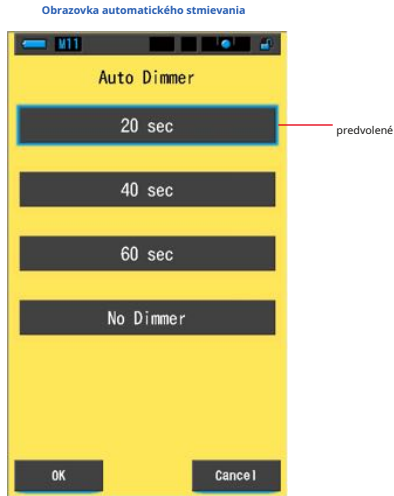 Obrazovka automatického stmievania
M11
Auto Dimmer
20 sec
predvolené
40 sec
60 sec
No Dimmer
OK Cancel